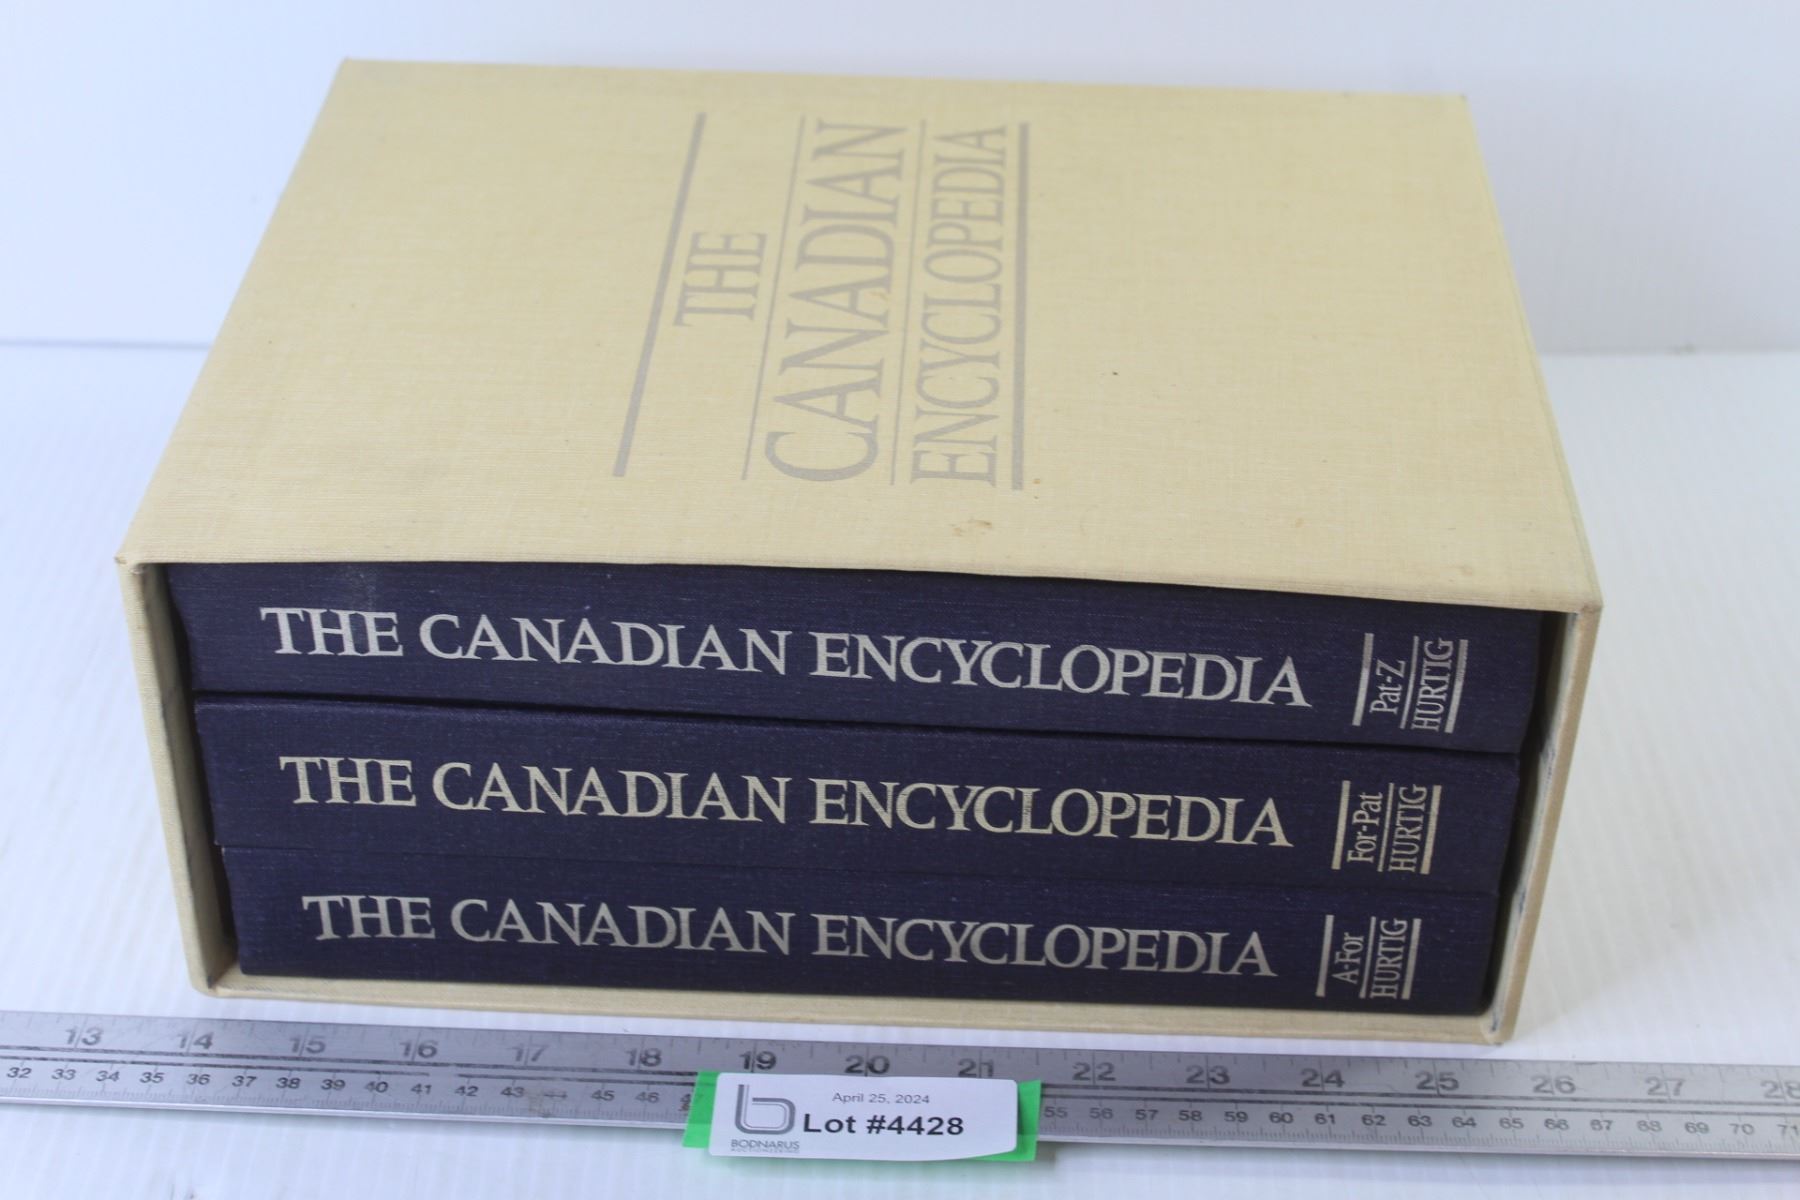 THE
CANADIAN
ENCYCLOPEDIA
THE CANADIAN ENCYCLOPEDIA
Pat-Z
HURTIG
THE CANADIAN ENCYCLOPEDIA
For-Pat
HURTIG
THE CANADIAN ENCYCLOPEDIA
A-For
HURTIG
13 14 15 16 17 18 19 20 21 22 23 24 25 26 27 28
32 33 34 35 36 37 38 39 40 41 42 43 45 46 55 56 57 58 59 60 61 62 63 64 65 66 67 68 69 70 71
April 25, 2024
Lot #4428
BODNARUS
AUCTIONEERING